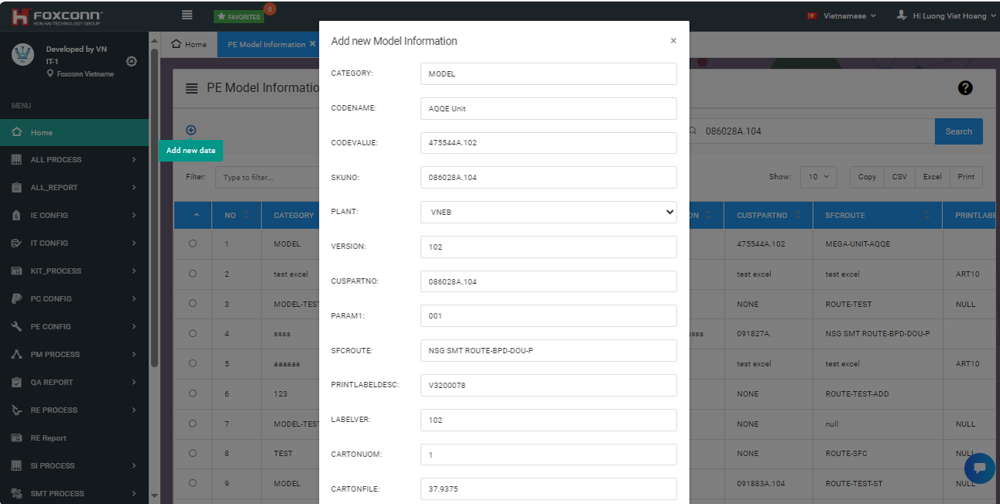 FOXCONN®
HON HAI TECHNOLOGY GROUP
FAVORITES
0
Vietnamese
Hi Luong Viet Hoang
Developed by VN
IT-1
Foxconn Vietname
MENU
Home
ALL PROCESS
ALL_REPORT
IE CONFIG
IT CONFIG
KIT_PROCESS
PC CONFIG
PE CONFIG
PM PROCESS
QA REPORT
RE PROCESS
RE Report
SI PROCESS
SMT PROCESS
Home
PE Model Information ×
PE Model Informatio
Add new data
086028A.104
Search
Filter:
Type to filter...
Show:
10
Copy
CSV
Excel
Print
NO
CATEGORY
ON
CUSTPARTNO
SFCROUTE
PRINTLABE
1
MODEL
475544A.102
MEGA-UNIT-AQQE
2
test excel
test excel
test excel
ART10
3
MODEL-TEST
NONE
ROUTE-TEST
NULL
4
ssss
ssss
091827A.
NSG SMT ROUTE-BPD-DOU-P
5
aaaaaa
test excel
test excel
ART10
6
123
NONE
ROUTE-TEST-ADD
7
MODEL-TEST
NONE
null
NULL
8
TEST
NONE
ROUTE-SFC
NULL
9
MODEL
091883A.104
ROUTE-TEST-ST
NULL
Add new Model Information
×
CATEGORY:
MODEL
CODENAME:
AQQE Unit
CODEVALUE:
475544A.102
SKUNO:
086028A.104
PLANT:
VNEB
VERSION:
102
CUSPARTNO:
086028A.104
PARAM1:
001
SFCROUTE:
NSG SMT ROUTE-BPD-DOU-P
PRINTLABELDESC:
V3200078
LABELVER:
102
CARTONUOM:
1
CARTONFILE:
37.9375